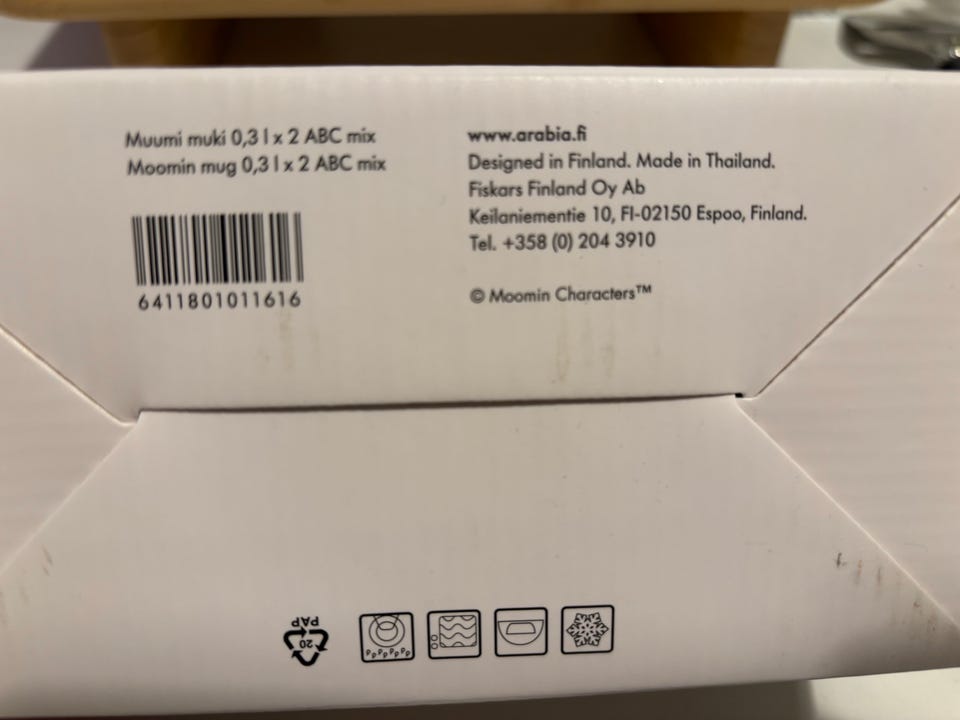 Muumi muki 0,3 l x 2 ABC mix
Moomin mug 0,3 l x 2 ABC mix
6411801011616
www.arabia.fi
Designed in Finland. Made in Thailand.
Fiskars Finland Oy Ab
Keilaniementie 10, FI-02150 Espoo, Finland.
Tel. +358 (0) 204 3910
© Moomin Characters™
PAP
20